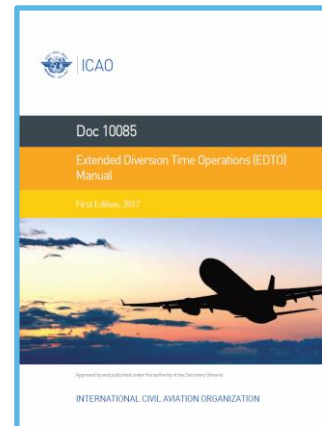 ICAO
Doc 10085
Extended Diversion Time Operations (EDTO)
Manual
First Edition, 2017
Approved by and published under the authority of the Secretary General
INTERNATIONAL CIVIL AVIATION ORGANIZATION